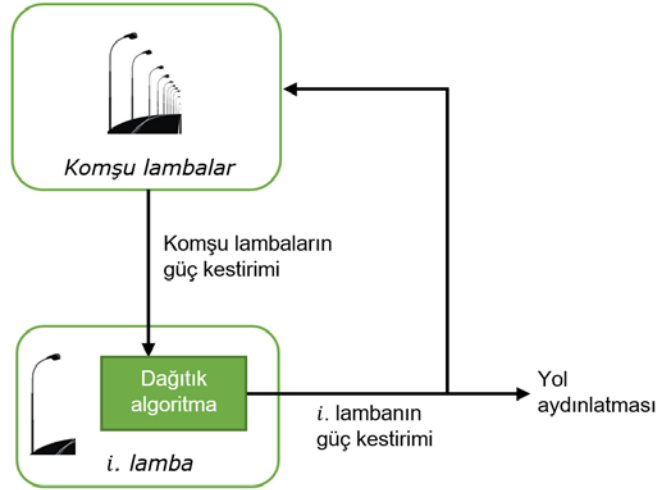 Komşu lambalar
Komşu lambaların
güç kestirimi
Dağıtık
algoritma
i. lamba
i. lambanın
güç kestirimi
Yol
aydınlatması